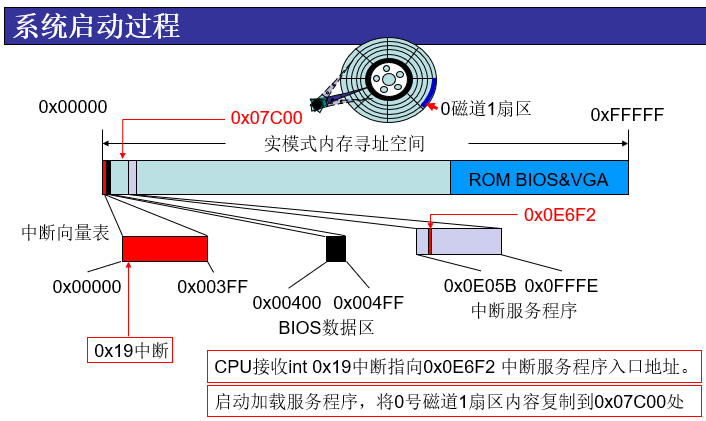 系统启动过程
0磁道1扇区
0x00000
0x07C00
0xFFFFF
实模式内存寻址空间
ROM BIOS&VGA
0x0E6F2
中断向量表
0x00000
0x003FF
0x00400
0x004FF
BIOS数据区
0x0E05B
0x0FFFE
中断服务程序
0x19中断
CPU接收int 0x19中断指向0x0E6F2 中断服务程序入口地址。
启动加载服务程序，将0号磁道1扇区内容复制到0x07C00处